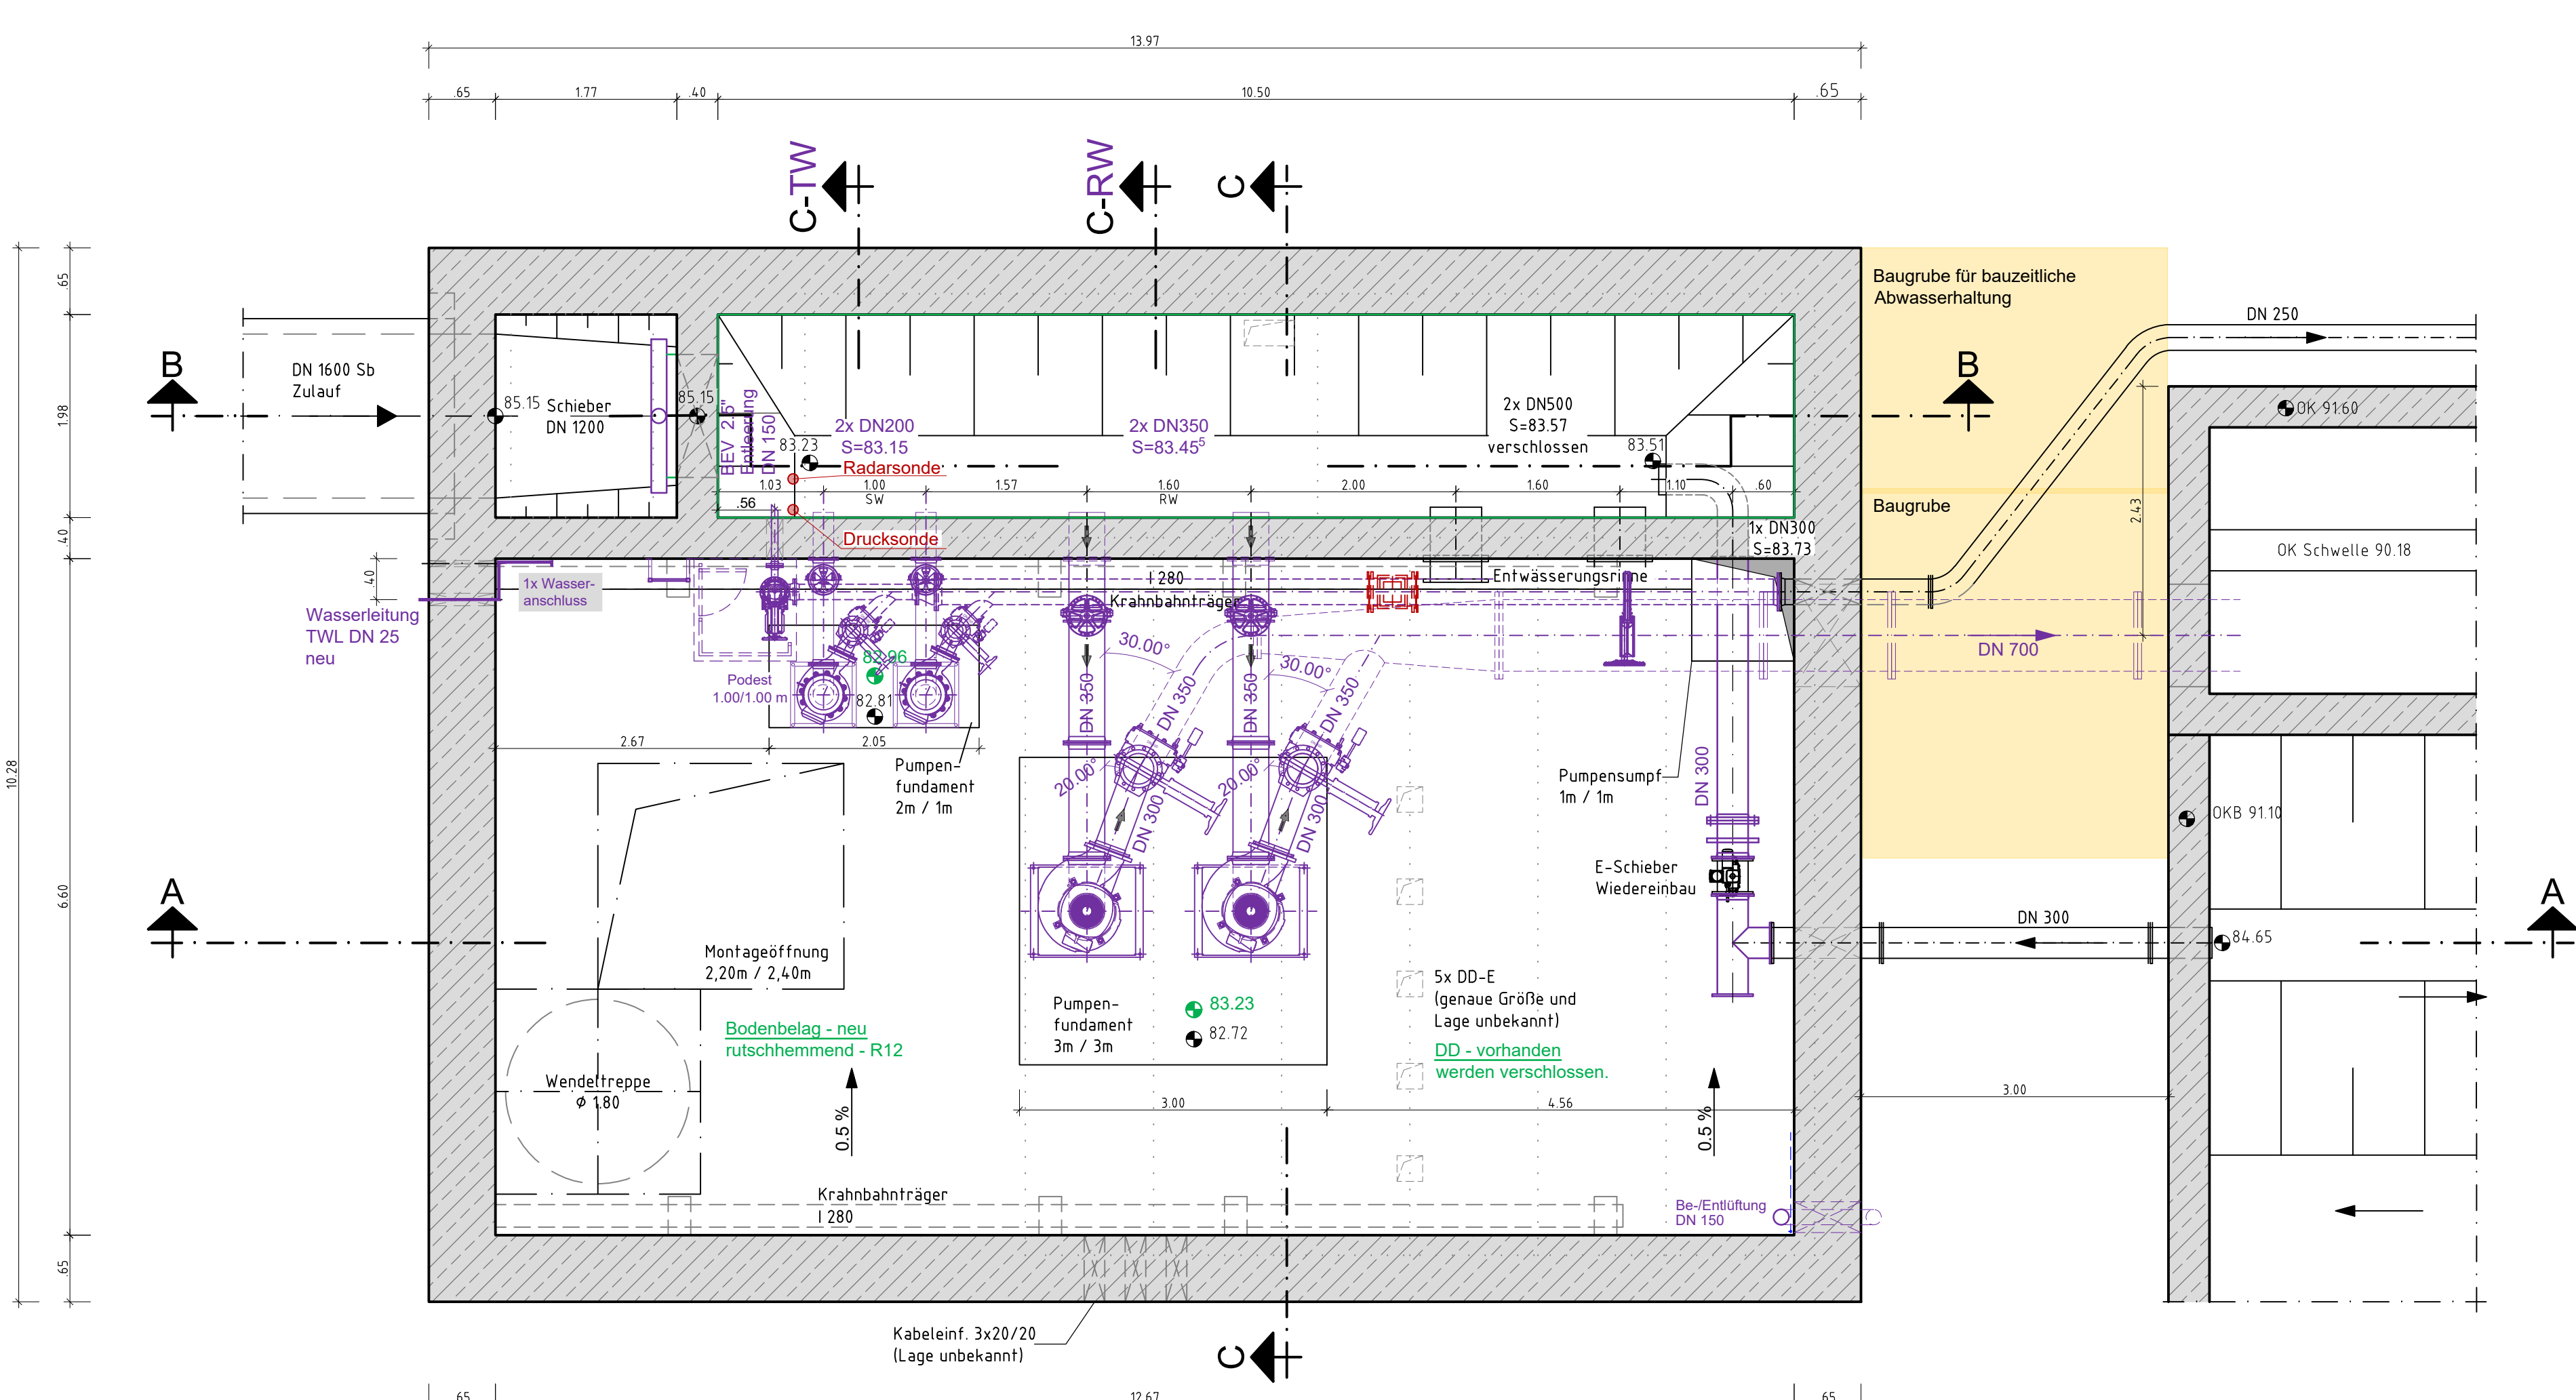 13.97
.65
1.77
.40
10.50
.65
C-TW
C-RW
C
10.28
.65
1.98
.40
6.60
.65
.40
B
DN 1600 Sb
Zulauf
85.15
Schieber
DN 1200
85.15
BEV 2.5"
Entleerung
DN 150
83.23
2x DN200
S=83.15
2x DN350
S=83.45⁵
2x DN500
S=83.57
verschlossen
83.51
Radarsonde
1.03
1.00
SW
1.57
1.60
RW
2.00
1.60
1.10
.60
.56
Drucksonde
1x DN300
S=83.73
Baugrube für bauzeitliche
Abwasserhaltung
B
Baugrube
DN 250
2.43
OK 91.60
OK Schwelle 90.18
DN 700
1x Wasser-
anschluss
Wasserleitung
TWL DN 25
neu
I 280
Krahnbahnträger
Entwässerungsrinne
30.00°
30.00°
82.96
82.81
Podest
1.00/1.00 m
DN 350
DN 350
DN 350
DN 350
2.67
2.05
Pumpen-
fundament
2m / 1m
20.00°
20.00°
DN 300
DN 300
Pumpensumpf
1m / 1m
DN 300
OKB 91.10
E-Schieber
Wiedereinbau
A
A
DN 300
84.65
Montageöffnung
2,20m / 2,40m
5x DD-E
(genaue Größe und
Lage unbekannt)
Pumpen-
fundament
3m / 3m
83.23
82.72
Bodenbelag - neu
rutschhemmend - R12
DD - vorhanden
werden verschlossen.
Wendeltreppe
Ø 1.80
0.5 %
3.00
4.56
0.5 %
3.00
Krahnbahnträger
I 280
Be-/Entlüftung
DN 150
Kabeleinf. 3x20/20
(Lage unbekannt)
C
.65
12.67
.65